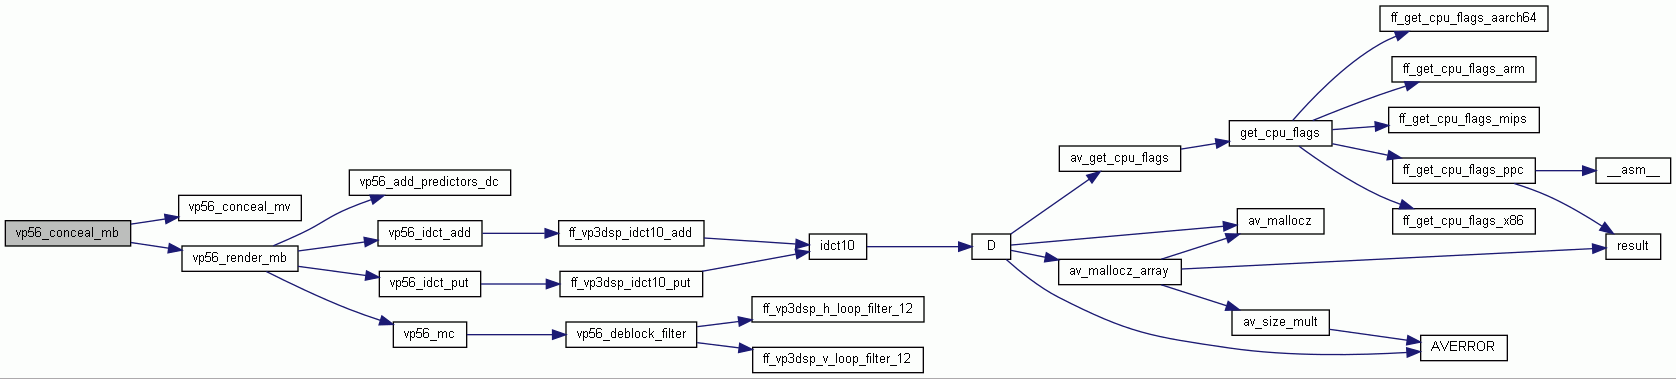 vp56_conceal_mb
vp56_conceal_mv
vp56_render_mb
vp56_add_predictors_dc
vp56_idct_add
vp56_idct_put
vp56_mc
ff_vp3dsp_idct10_add
ff_vp3dsp_idct10_put
vp56_deblock_filter
ff_vp3dsp_h_loop_filter_12
ff_vp3dsp_v_loop_filter_12
idct10
D
av_get_cpu_flags
av_mallocz
av_mallocz_array
av_size_mult
AVERROR
get_cpu_flags
ff_get_cpu_flags_aarch64
ff_get_cpu_flags_arm
ff_get_cpu_flags_mips
ff_get_cpu_flags_ppc
ff_get_cpu_flags_x86
__asm__
result